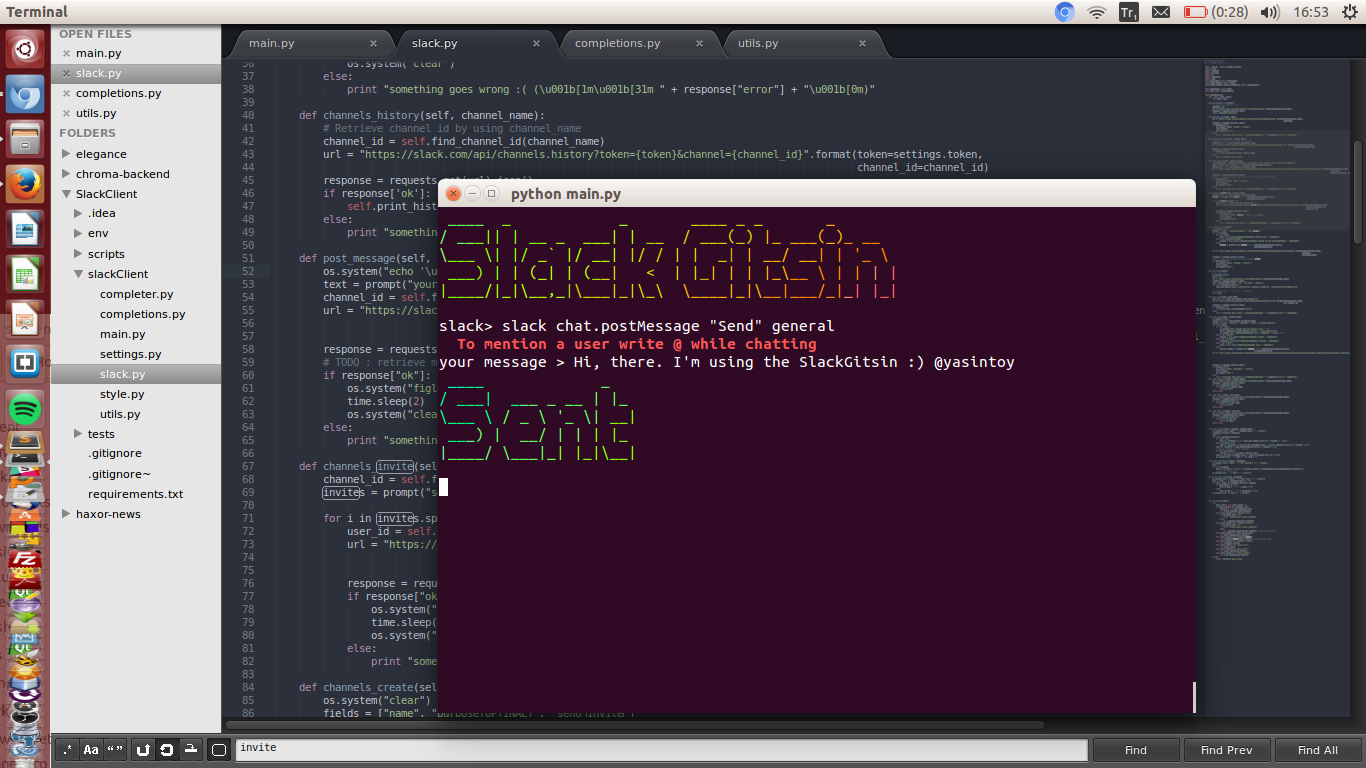 Terminal
Tr1 (0:28) 16:53
OPEN FILES
main.py
slack.py
completions.py
utils.py
FOLDERS
elegance
chroma-backend
SlackClient
.idea
env
scripts
slackClient
completer.py
completions.py
main.py
settings.py
slack.py
style.py
utils.py
tests
.gitignore
.gitignore~
requirements.txt
haxor-news
main.py slack.py completions.py utils.py
36 os.system("clear")
37 else:
38 print "something goes wrong :( (\u001b[1m\u001b[31m " + response["error"] + "\u001b[0m)"
39
40 def channels_history(self, channel_name):
41 # Retrieve channel id by using channel_name
42 channel_id = self.find_channel_id(channel_name)
43 url = "https://slack.com/api/channels.history?token={token}&channel={channel_id}".format(token=settings.token,
44 channel_id=channel_id)
45 response = requests.get(url).json()
46 if response['ok']:
47 self.print_hist
48 else:
49 print "somethin
50
51 def post_message(self,
52 os.system("echo '\u
53 text = prompt("your
54 channel_id = self.f
55 url = "https://slac
56
57
58 response = requests
59 # TODO : retrieve m
60 if response["ok"]:
61 os.system("figl
62 time.sleep(2)
63 os.system("clea
64 else:
65 print "somethin
66
67 def channels_invite(sel
68 channel_id = self.f
69 invites = prompt("s
70
71 for i in invites.sp
72 user_id = self.
73 url = "https://
74
75
76 response = requ
77 if response["ok
78 os.system("
79 time.sleep(
80 os.system("
81 else:
82 print "some
83
84 def channels_create(sel
85 os.system("clear")
86 fields = ["name", "purpose(OPTINAL)", "send invite"]
python main.py
Slack Gitsin
slack> slack chat.postMessage "Send" general
To mention a user write @ while chatting
your message > Hi, there. I'm using the SlackGitsin :) @yasintoy
Sent
.* Aa “ ” invite Find Find Prev Find All